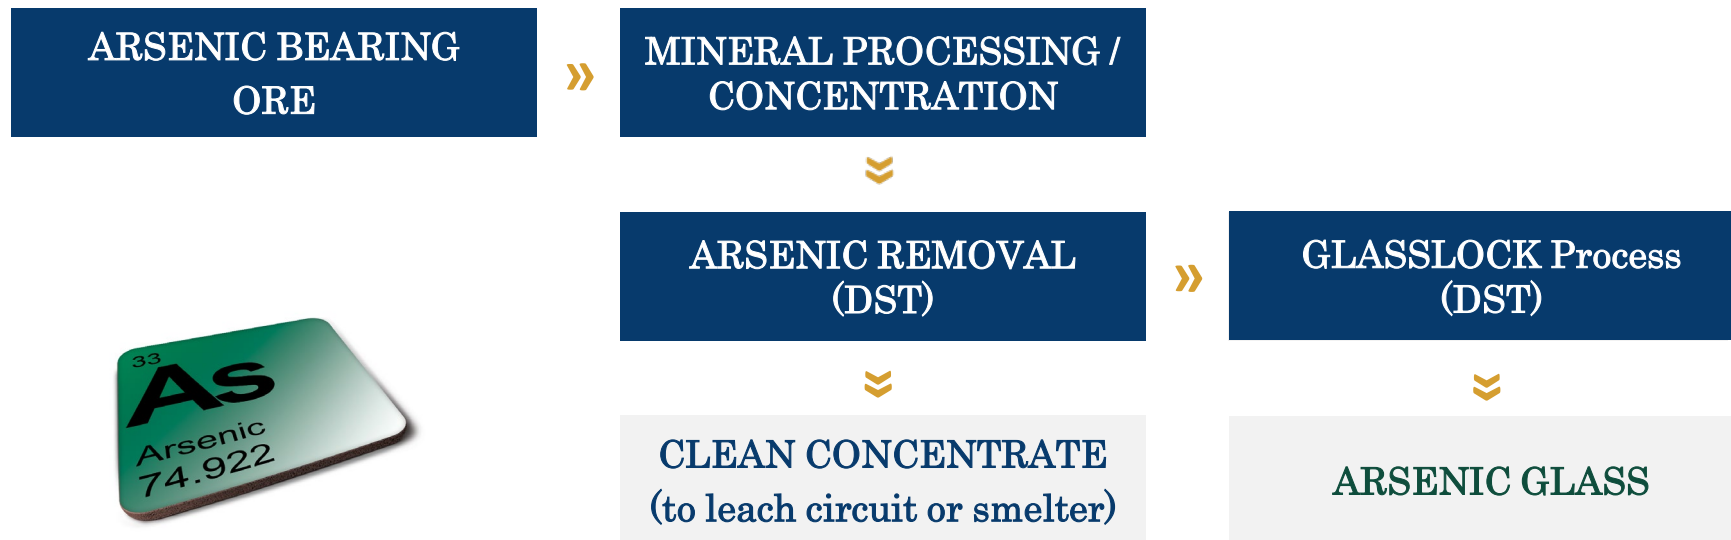 ARSENIC BEARING
ORE
MINERAL PROCESSING /
CONCENTRATION
ARSENIC REMOVAL
(DST)
GLASSLOCK Process
(DST)
33
As
Arsenic
74.922
CLEAN CONCENTRATE
(to leach circuit or smelter)
ARSENIC GLASS